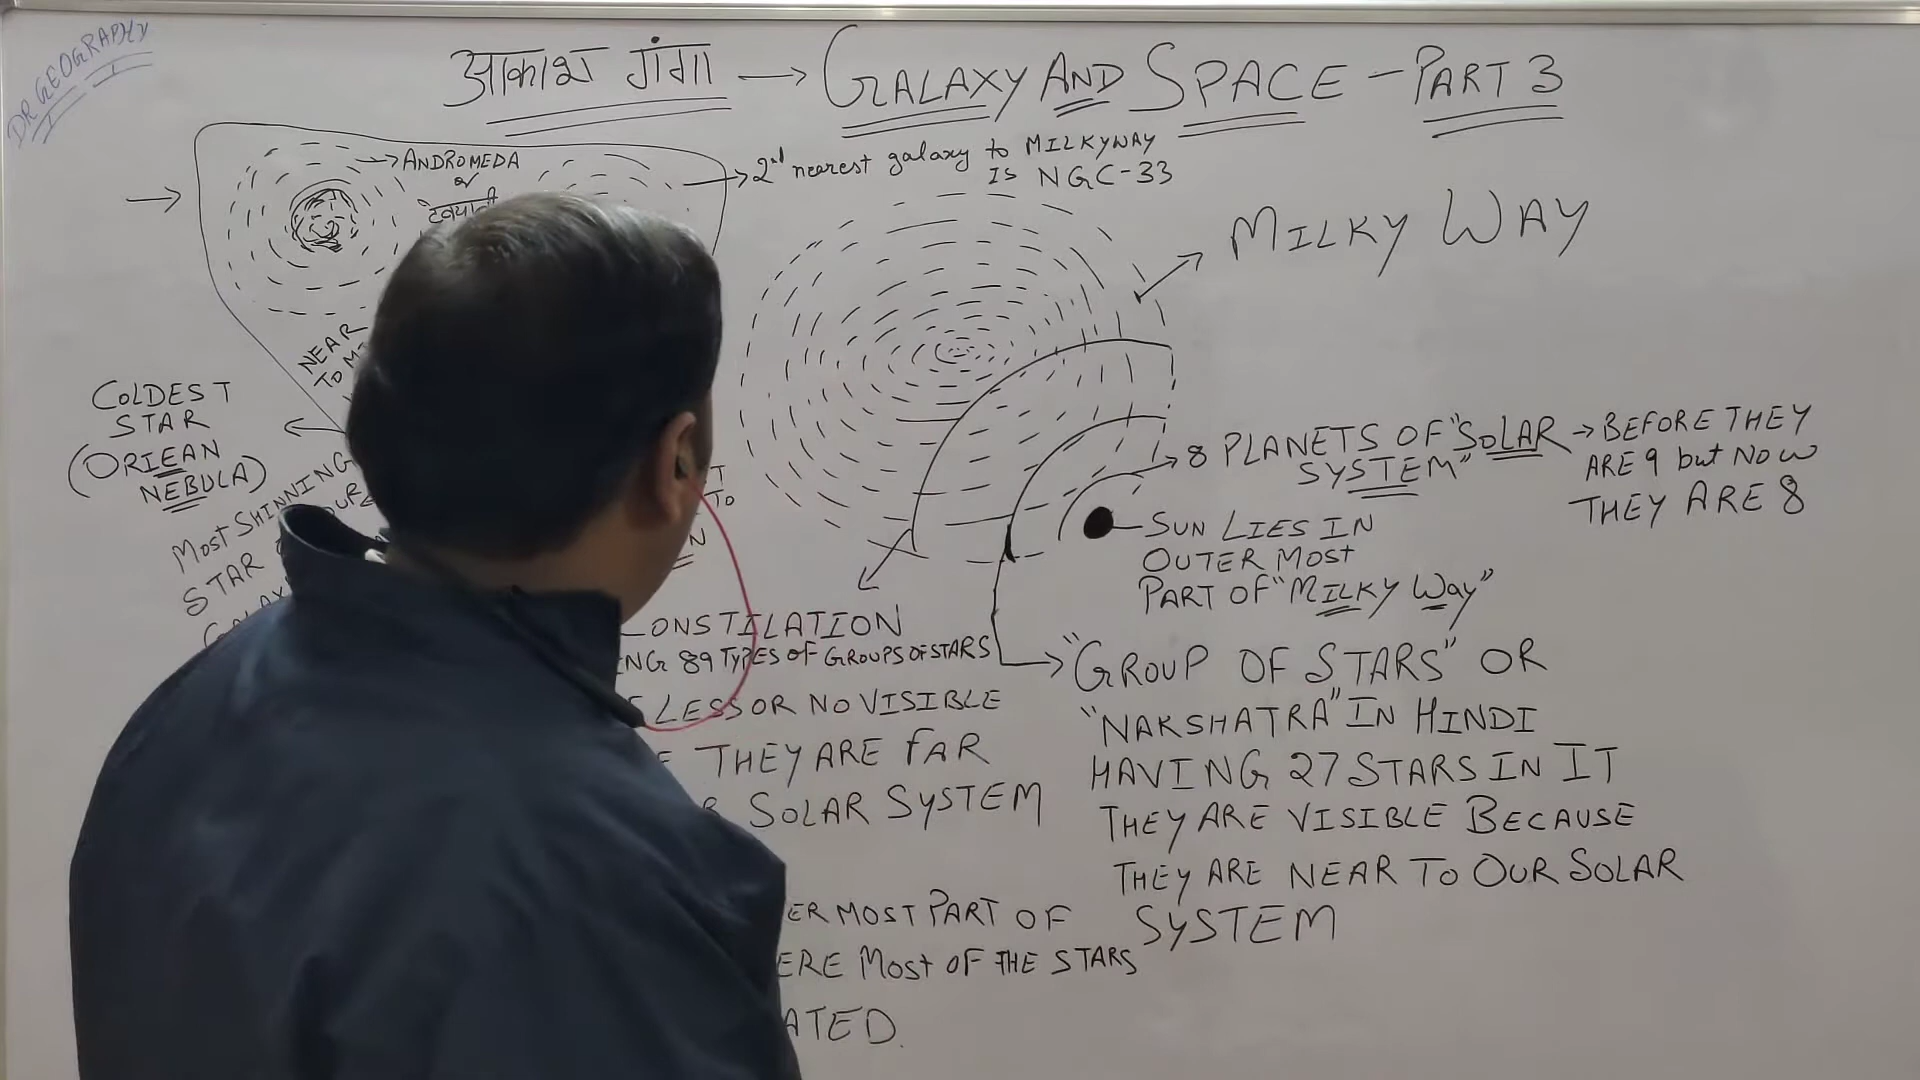 DR GEOGRAPHY
आकाश गंगा → GALAXY AND SPACE - PART 3
→ ANDROMEDA
or
देवयानी
→ 2nd nearest galaxy to MILKYWAY
IS NGC-33
MILKY WAY
NEAR
TO
COLDEST
STAR
(ORIEAN
NEBULA)
MOST SHINNING
STAR
TO
8 PLANETS OF "SOLAR
SYSTEM"
→ BEFORE THEY
ARE 9 but NOW
THEY ARE 8
SUN LIES IN
OUTER MOST
PART OF "MILKY Way"
ONSTILATION
NG 89 TYPES OF GROUPS OF STARS
LESS OR NO VISIBLE
THEY ARE FAR
SOLAR SYSTEM
ER MOST PART OF
ERE MOST OF THE STARS
ATED.
"GROUP OF STARS" OR
"NAKSHATRA" IN HINDI
HAVING 27 STARS IN IT
THEY ARE VISIBLE BECAUSE
THEY ARE NEAR TO OUR SOLAR
SYSTEM